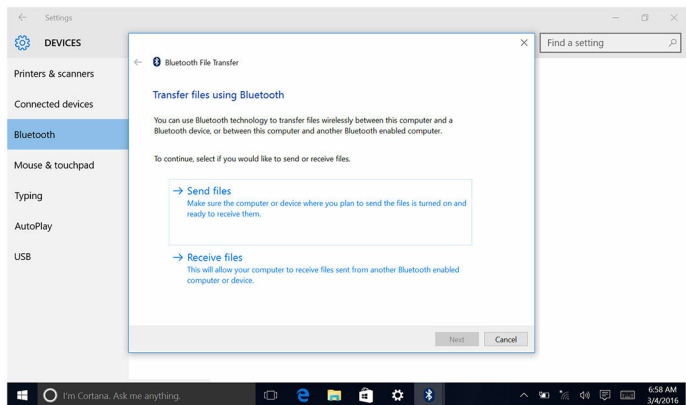 Settings
DEVICES
Find a setting
Printers & scanners
Connected devices
Bluetooth
Mouse & touchpad
Typing
AutoPlay
USB
Bluetooth File Transfer
Transfer files using Bluetooth
You can use Bluetooth technology to transfer files wirelessly between this computer and a
Bluetooth device, or between this computer and another Bluetooth enabled computer.
To continue, select if you would like to send or receive files.
Send files
Make sure the computer or device where you plan to send the files is turned on and
ready to receive them.
Receive files
This will allow your computer to receive files sent from another Bluetooth enabled
computer or device.
Next
Cancel
I'm Cortana. Ask me anything.
6:58 AM
3/4/2016